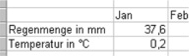 Jan Feb
Regenmenge in mm 37,6
Temperatur in °C 0,2